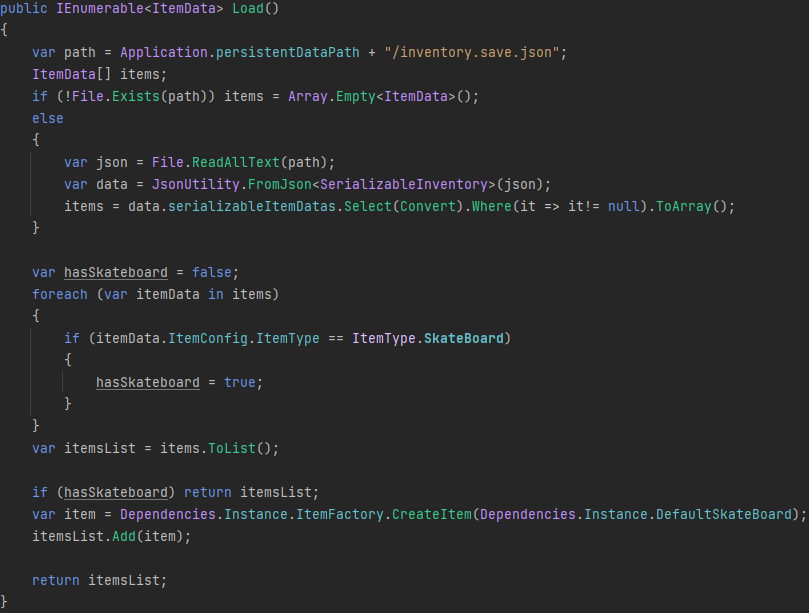 public IEnumerable<ItemData> Load()
{
    var path = Application.persistentDataPath + "/inventory.save.json";
    ItemData[] items;
    if (!File.Exists(path)) items = Array.Empty<ItemData>();
    else
    {
        var json = File.ReadAllText(path);
        var data = JsonUtility.FromJson<SerializableInventory>(json);
        items = data.serializableItemDatas.Select(Convert).Where(it => it!= null).ToArray();
    }

    var hasSkateboard = false;
    foreach (var itemData in items)
    {
        if (itemData.ItemConfig.ItemType == ItemType.SkateBoard)
        {
            hasSkateboard = true;
        }
    }
    var itemsList = items.ToList();

    if (hasSkateboard) return itemsList;
    var item = Dependencies.Instance.ItemFactory.CreateItem(Dependencies.Instance.DefaultSkateBoard);
    itemsList.Add(item);

    return itemsList;
}